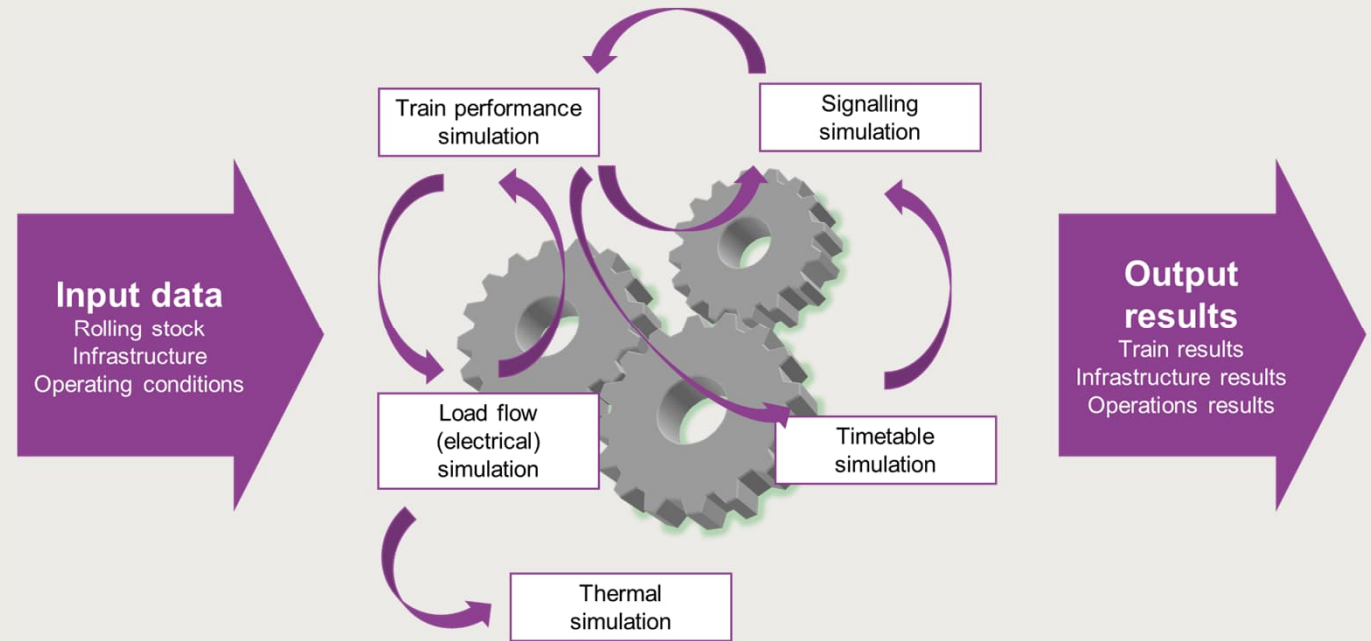 Input data
Rolling stock
Infrastructure
Operating conditions
Train performance
simulation
Signalling
simulation
Load flow
(electrical)
simulation
Timetable
simulation
Thermal
simulation
Output
results
Train results
Infrastructure results
Operations results